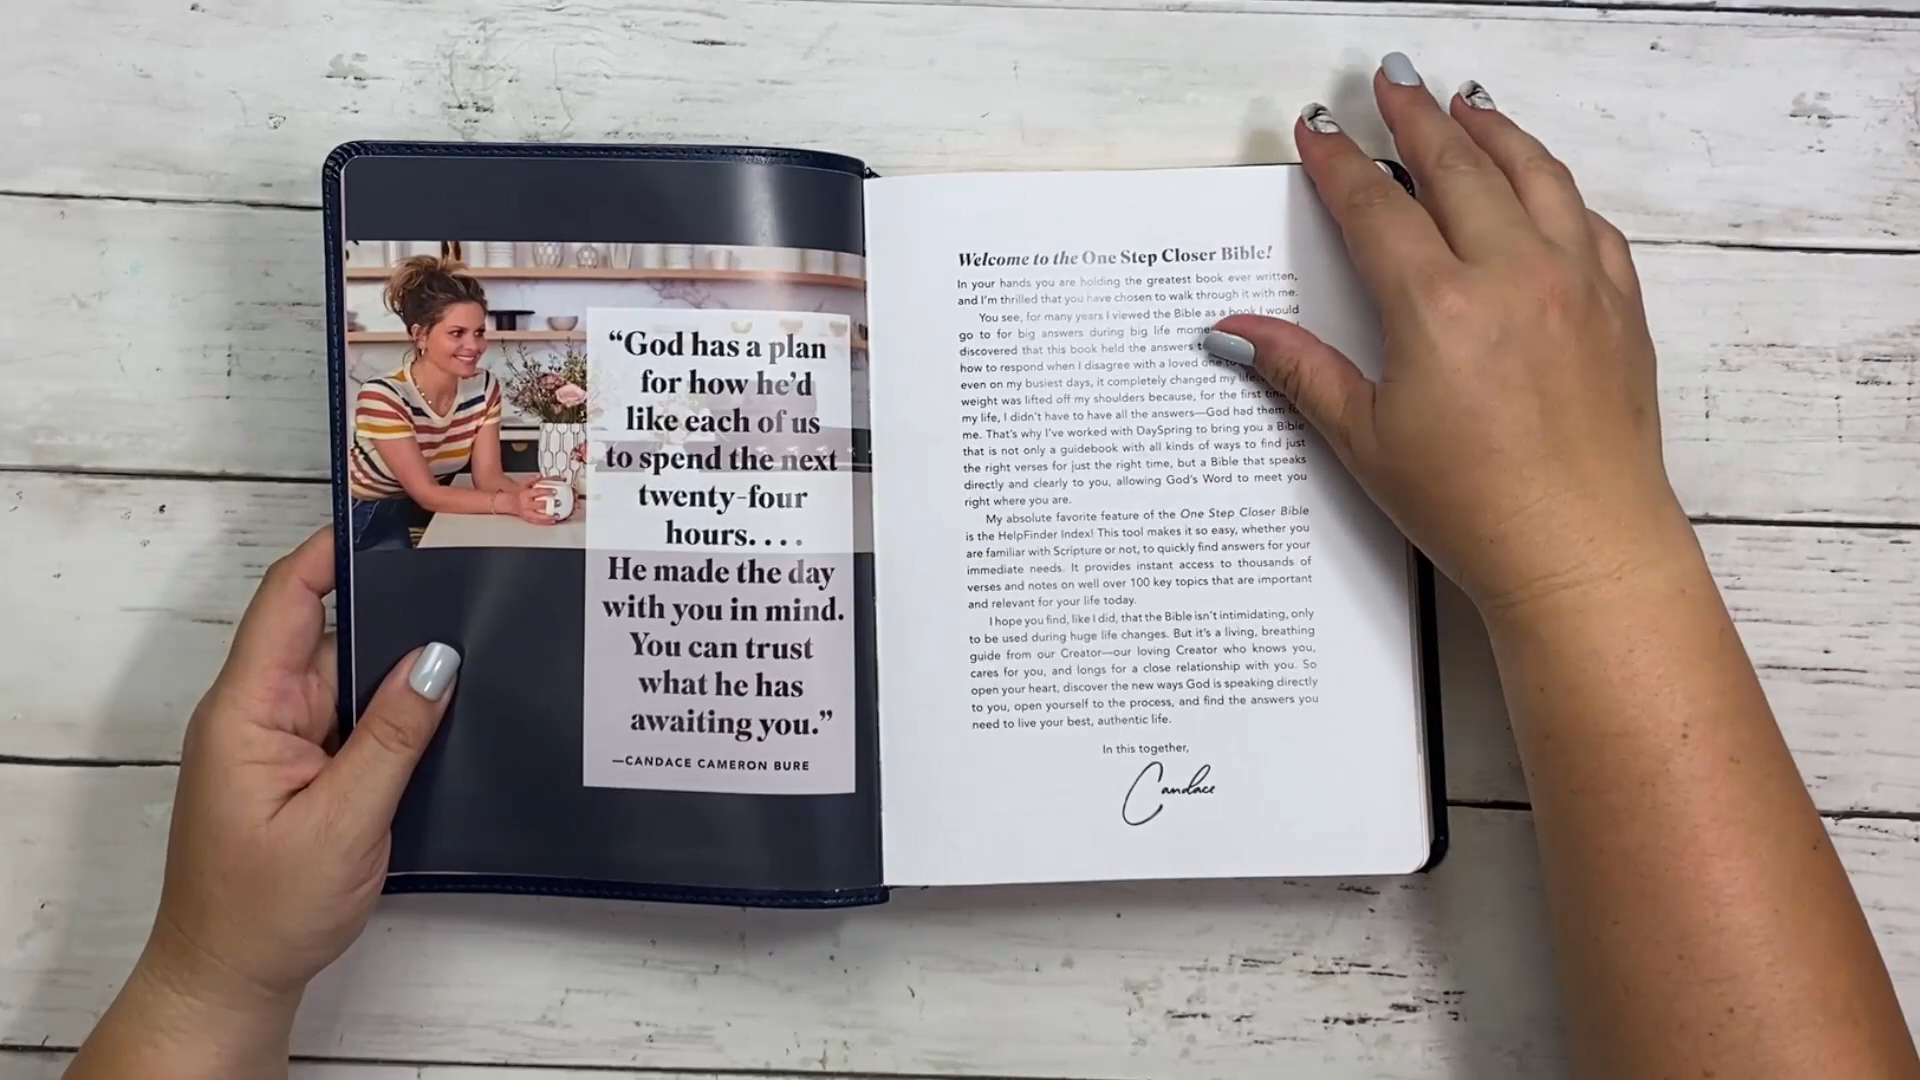 “God has a plan
for how he’d
like each of us
to spend the next
twenty-four
hours. . . .
He made the day
with you in mind.
You can trust
what he has
awaiting you.”
—CANDACE CAMERON BURE
Welcome to the One Step Closer Bible!
In your hands you are holding the greatest book ever written,
and I’m thrilled that you have chosen to walk through it with me.
You see, for many years I viewed the Bible as a book I would
go to for big answers during big life
discovered that this book held the answers
how to respond when I disagree with a loved one
even on my busiest days, it completely changed my
weight was lifted off my shoulders because, for the first
my life, I didn’t have to have all the answers—God had them
me. That’s why I’ve worked with DaySpring to bring you a Bible
that is not only a guidebook with all kinds of ways to find just
the right verses for just the right time, but a Bible that speaks
directly and clearly to you, allowing God’s Word to meet you
right where you are.
My absolute favorite feature of the One Step Closer Bible
is the HelpFinder Index! This tool makes it so easy, whether you
are familiar with Scripture or not, to quickly find answers for your
immediate needs. It provides instant access to thousands of
verses and notes on well over 100 key topics that are important
and relevant for your life today.
I hope you find, like I did, that the Bible isn’t intimidating, only
to be used during huge life changes. But it’s a living, breathing
guide from our Creator—our loving Creator who knows you,
cares for you, and longs for a close relationship with you. So
open your heart, discover the new ways God is speaking directly
to you, open yourself to the process, and find the answers you
need to live your best, authentic life.
In this together,
Candace